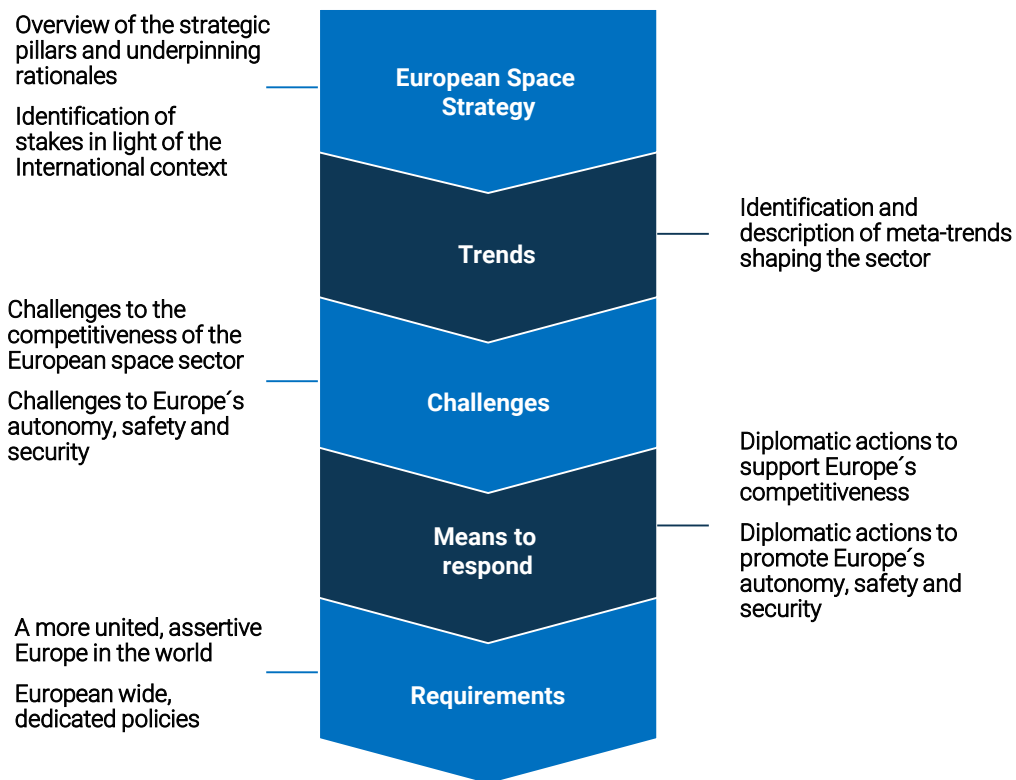 Overview of the strategic
pillars and underpinning
rationales
Identification of
stakes in light of the
International context
European Space
Strategy
Trends
Identification and
description of meta-trends
shaping the sector
Challenges to the
competitiveness of the
European space sector
Challenges to Europe´s
autonomy, safety and
security
Challenges
Means to
respond
Diplomatic actions to
support Europe´s
competitiveness
Diplomatic actions to
promote Europe´s
autonomy, safety and
security
A more united, assertive
Europe in the world
European wide,
dedicated policies
Requirements